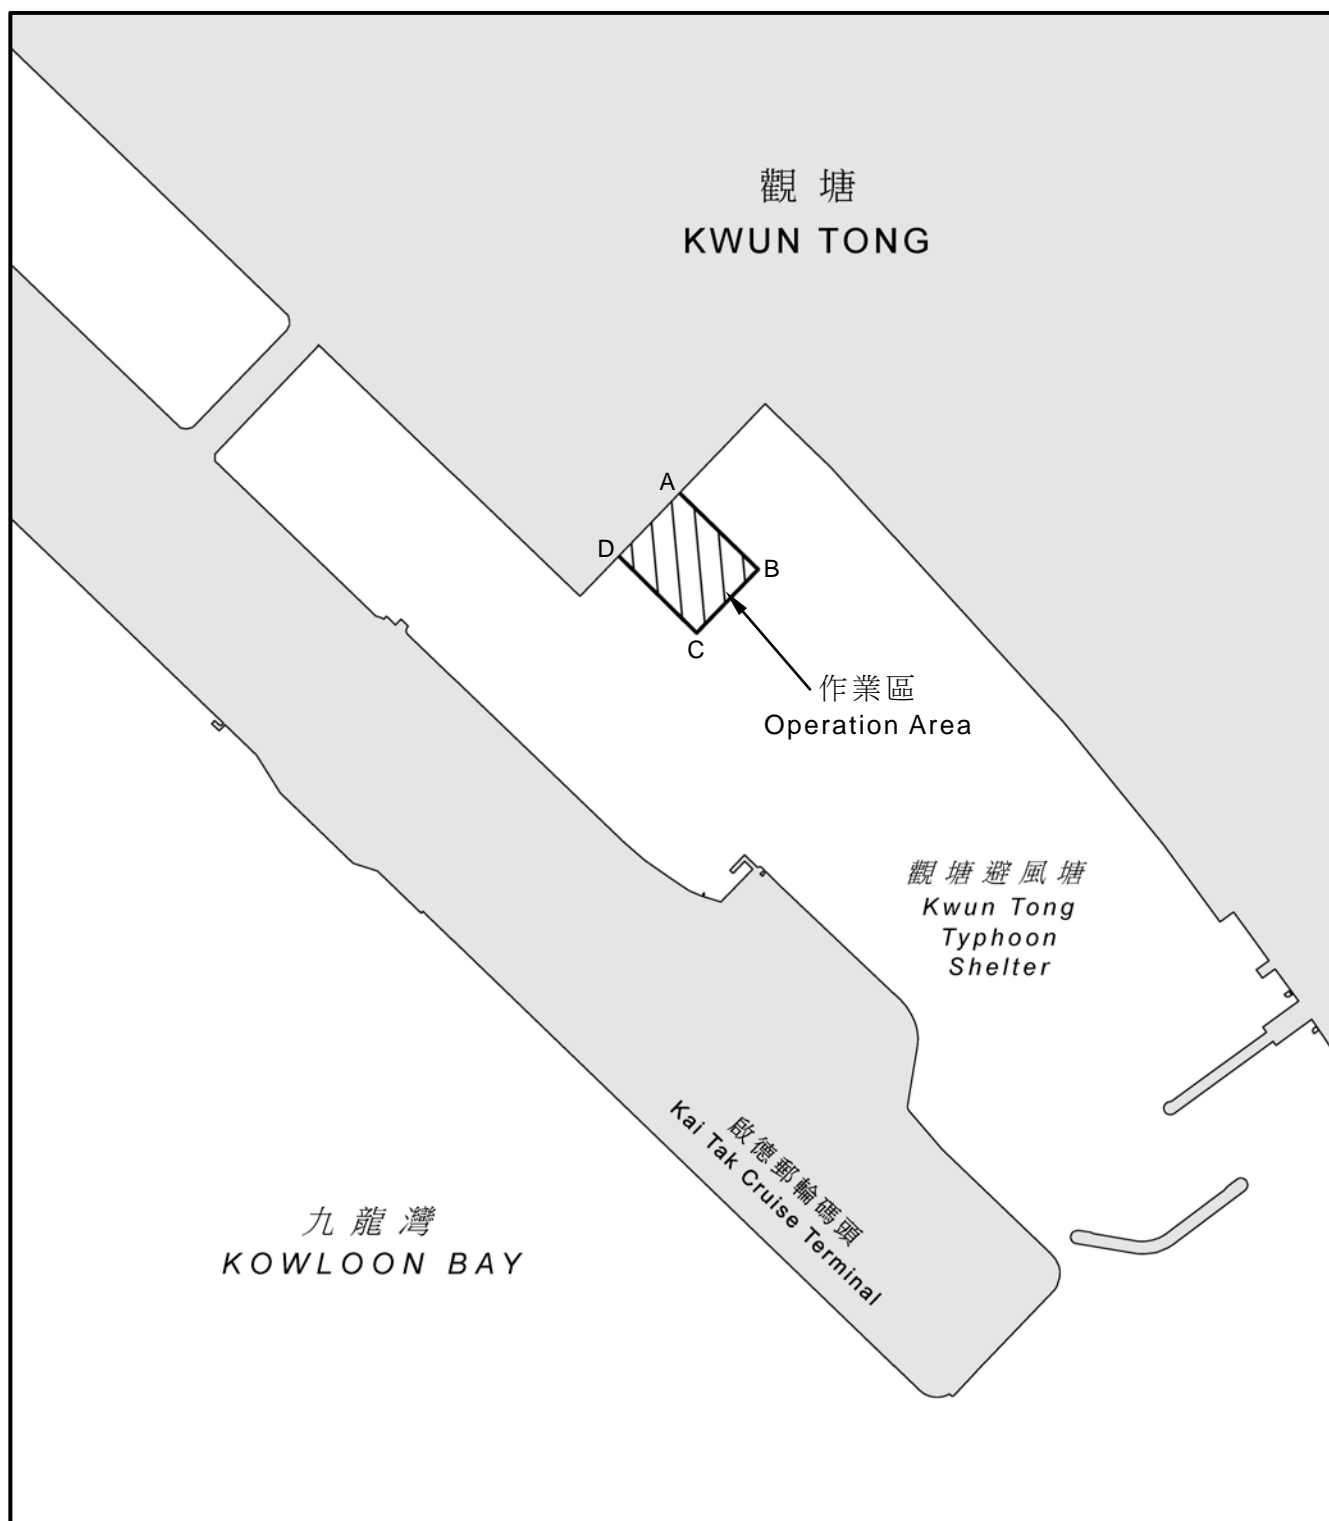 觀塘
KWUN TONG
A
D
B
C
作業區
Operation Area
觀塘避風塘
Kwun Tong
Typhoon
Shelter
啟德郵輪碼頭
Kai Tak Cruise Terminal
九龍灣
KOWLOON BAY